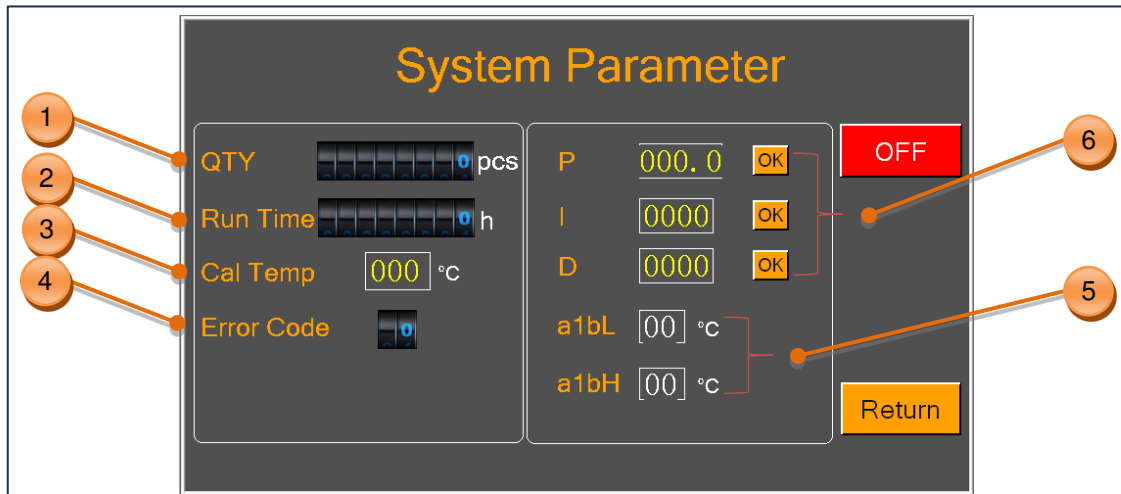 System Parameter
1
QTY 0 pcs
2
Run Time 0 h
3
Cal Temp 000 °C
4
Error Code 0
P 000.0 OK
I 0000 OK
D 0000 OK
a1bL 00 °C
a1bH 00 °C
OFF
6
5
Return